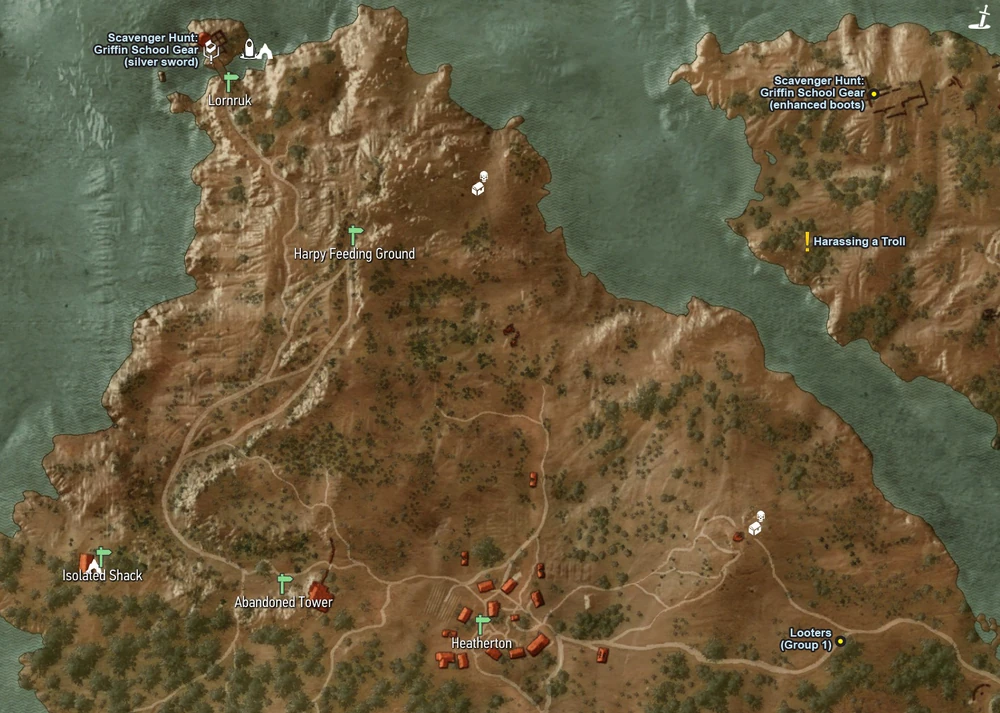 Scavenger Hunt:
Griffin School Gear
(silver sword)
Lornruk
Scavenger Hunt:
Griffin School Gear
(enhanced boots)
Harassing a Troll
Harpy Feeding Ground
Isolated Shack
Abandoned Tower
Heatherton
Looters
(Group 1)